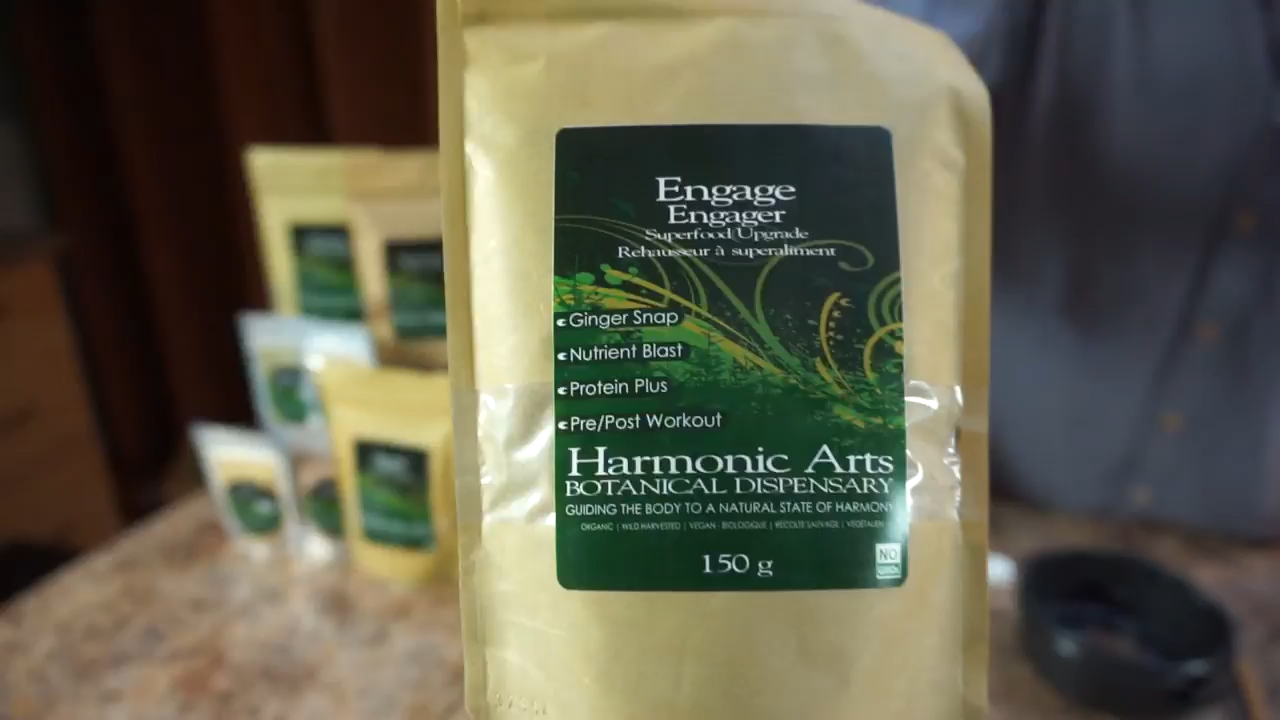 Engage
Engager
Superfood Upgrade
Rehausseur à superaliment
Ginger Snap
Nutrient Blast
Protein Plus
Pre/Post Workout
Harmonic Arts
BOTANICAL DISPENSARY
GUIDING THE BODY TO A NATURAL STATE OF HARMONY
ORGANIC | WILD HARVESTED | VEGAN · BIOLOGIQUE | RÉCOLTE SAUVAGE | VEGETALIEN
150 g
NO